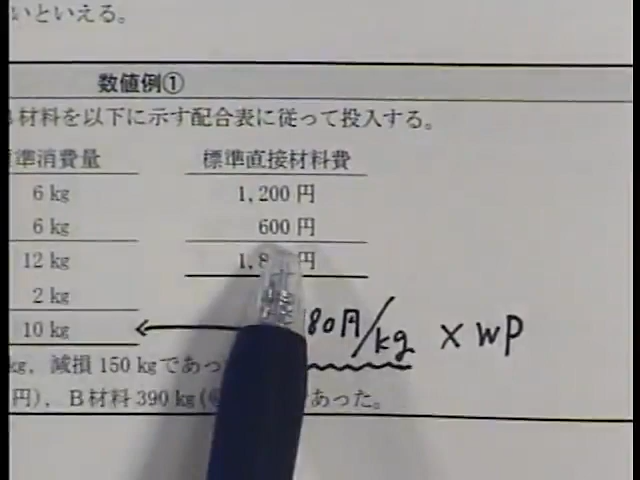 いといえる。
数値例①
材料を以下に示す配合表に従って投入する。
準消費量 標準直接材料費
6 kg 1,200 円
6 kg 600 円
12 kg 1,8 円
2 kg
10 kg 80円/kg × WP
kg, 減損 150 kg であっ
円), B材料 390 kg ( あった。